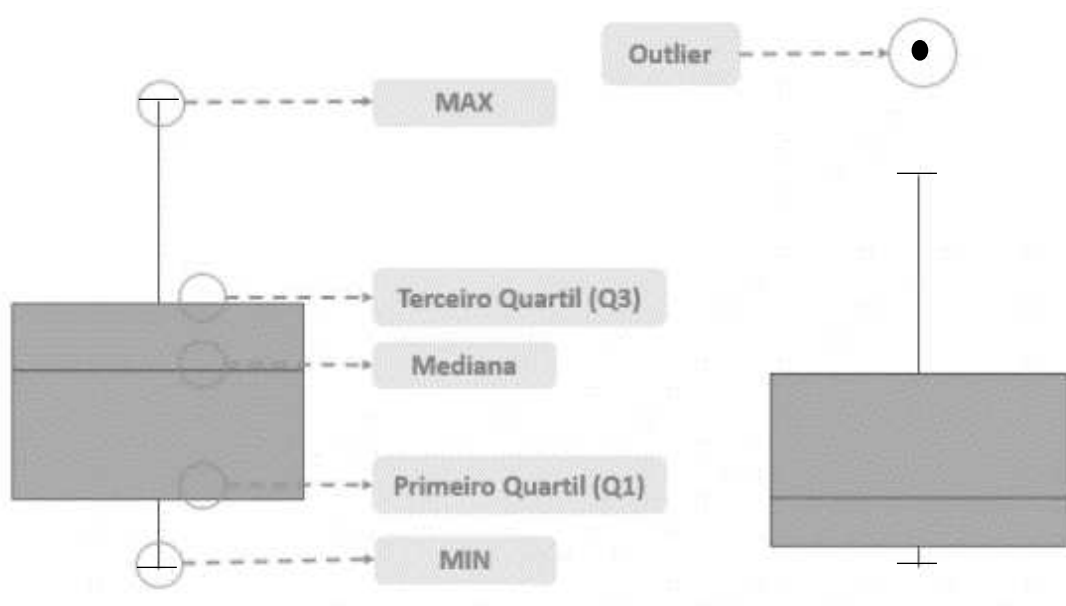 Outlier
MAX
Terceiro Quartil (Q3)
Mediana
Primeiro Quartil (Q1)
MIN